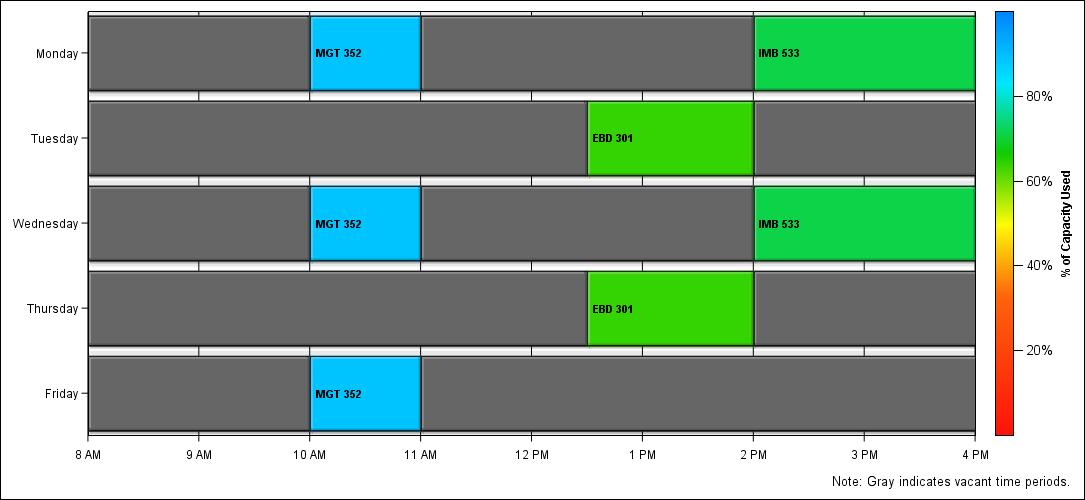 Monday MGT 352 IMB 533
80%
Tuesday EBD 301
60%
% of Capacity Used
Wednesday MGT 352 IMB 533
40%
Thursday EBD 301
20%
Friday MGT 352
8 AM 9 AM 10 AM 11 AM 12 PM 1 PM 2 PM 3 PM 4 PM
Note: Gray indicates vacant time periods.